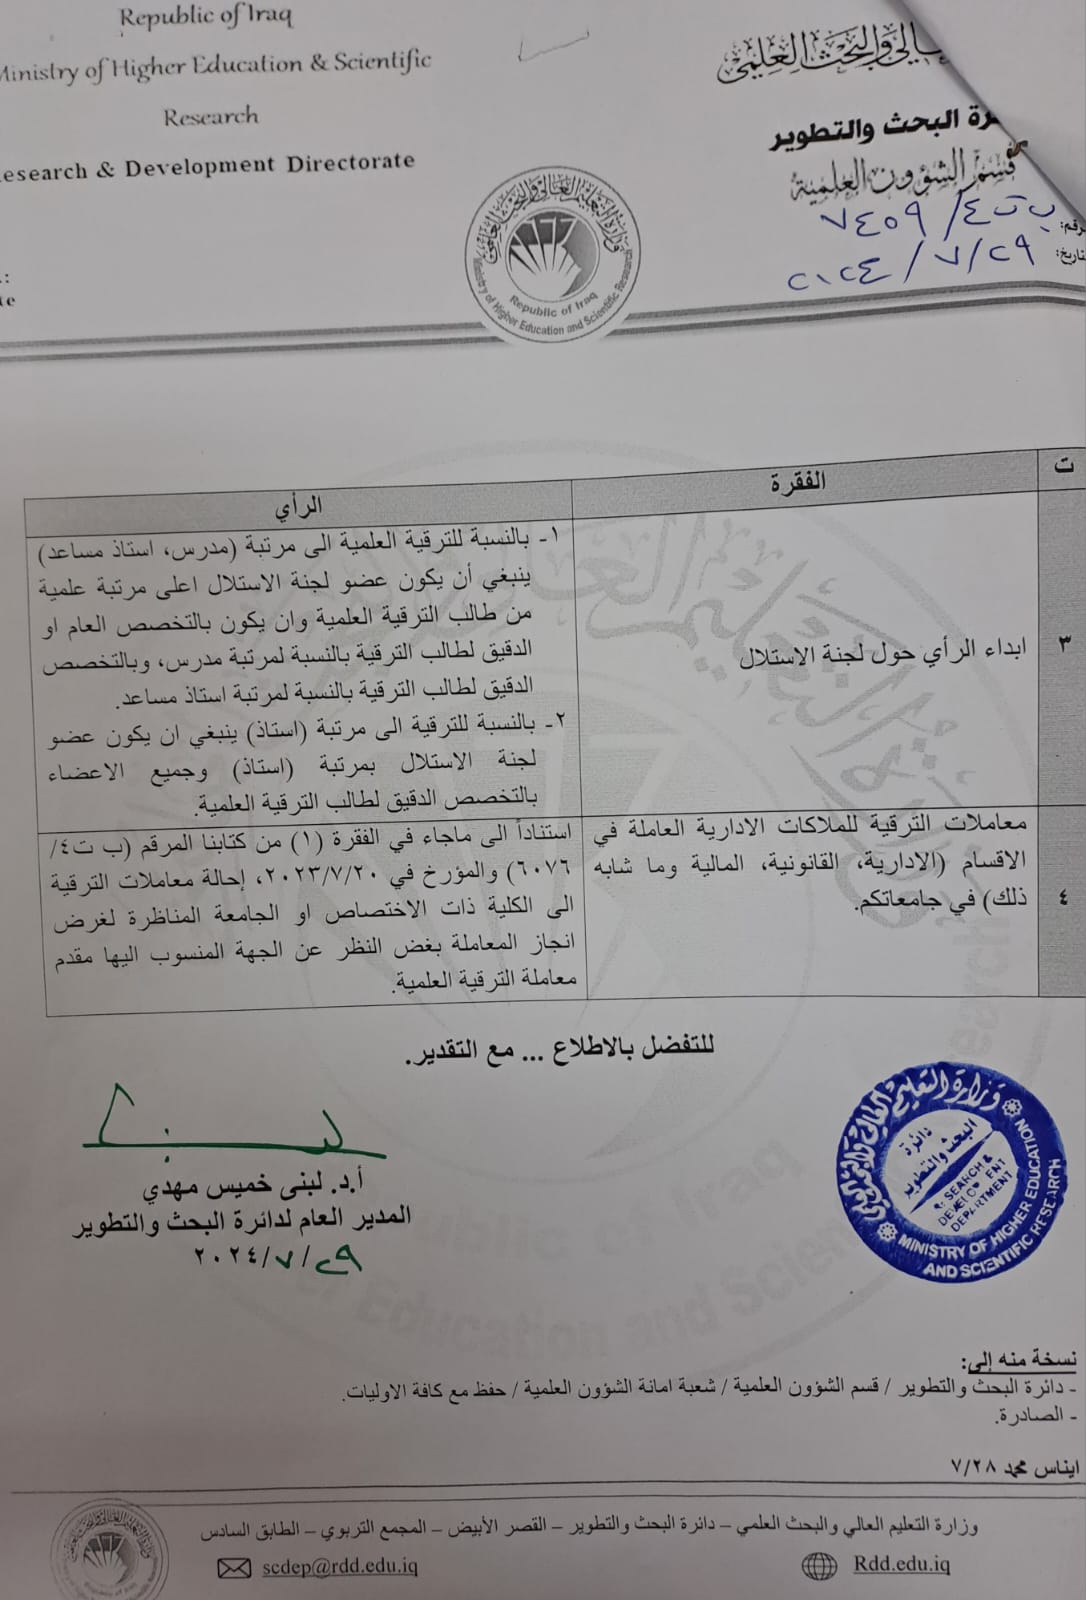 Republic of Iraq
Ministry of Higher Education & Scientific
Research
Research & Development Directorate
والبحث العلمي
دائرة البحث والتطوير
قسم الشؤون العلمية
ب ت٤/ ٧٤٥٩
٢٠٢٤/٧/٢٩
وزارة التعليم العالي والبحث العلمي
Republic of Iraq
Ministry of Higher Education and Scientific Research
ت
الفقرة
الرأي
٣
ابداء الرأي حول لجنة الاستلال
١- بالنسبة للترقية العلمية الى مرتبة (مدرس، استاذ مساعد)
ينبغي أن يكون عضو لجنة الاستلال اعلى مرتبة علمية
من طالب الترقية العلمية وان يكون بالتخصص العام او
الدقيق لطالب الترقية بالنسبة لمرتبة مدرس، وبالتخصص
الدقيق لطالب الترقية بالنسبة لمرتبة استاذ مساعد.
٢- بالنسبة للترقية الى مرتبة (استاذ) ينبغي ان يكون عضو
لجنة الاستلال بمرتبة (استاذ) وجميع الاعضاء
بالتخصص الدقيق لطالب الترقية العلمية.
٤
معاملات الترقية للملاكات الادارية العاملة في
الاقسام (الادارية، القانونية، المالية وما شابه
ذلك) في جامعاتكم.
استناداً الى ماجاء في الفقرة (١) من كتابنا المرقم (ب ت٤/
٦٠٧٦) والمؤرخ في ٢٠٢٣/٧/٢٠، إحالة معاملات الترقية
الى الكلية ذات الاختصاص او الجامعة المناظرة لغرض
انجاز المعاملة بغض النظر عن الجهة المنسوب اليها مقدم
معاملة الترقية العلمية.
للتفضل بالاطلاع ... مع التقدير.
أ.د. لبنى خميس مهدي
المدير العام لدائرة البحث والتطوير
٢٠٢٤/٧/٢٩
وزارة التعليم العالي والبحث العلمي
دائرة
البحث والتطوير
RESEARCH &
DEVELOPMENT
DEPARTMENT
MINISTRY OF HIGHER EDUCATION
AND SCIENTIFIC RESEARCH
نسخة منه إلى:
- دائرة البحث والتطوير / قسم الشؤون العلمية / شعبة امانة الشؤون العلمية / حفظ مع كافة الاوليات.
- الصادرة.
ايناس محمد ٧/٢٨
وزارة التعليم العالي والبحث العلمي – دائرة البحث والتطوير – القصر الأبيض – المجمع التربوي – الطابق السادس
Rdd.edu.iq
scdep@rdd.edu.iq